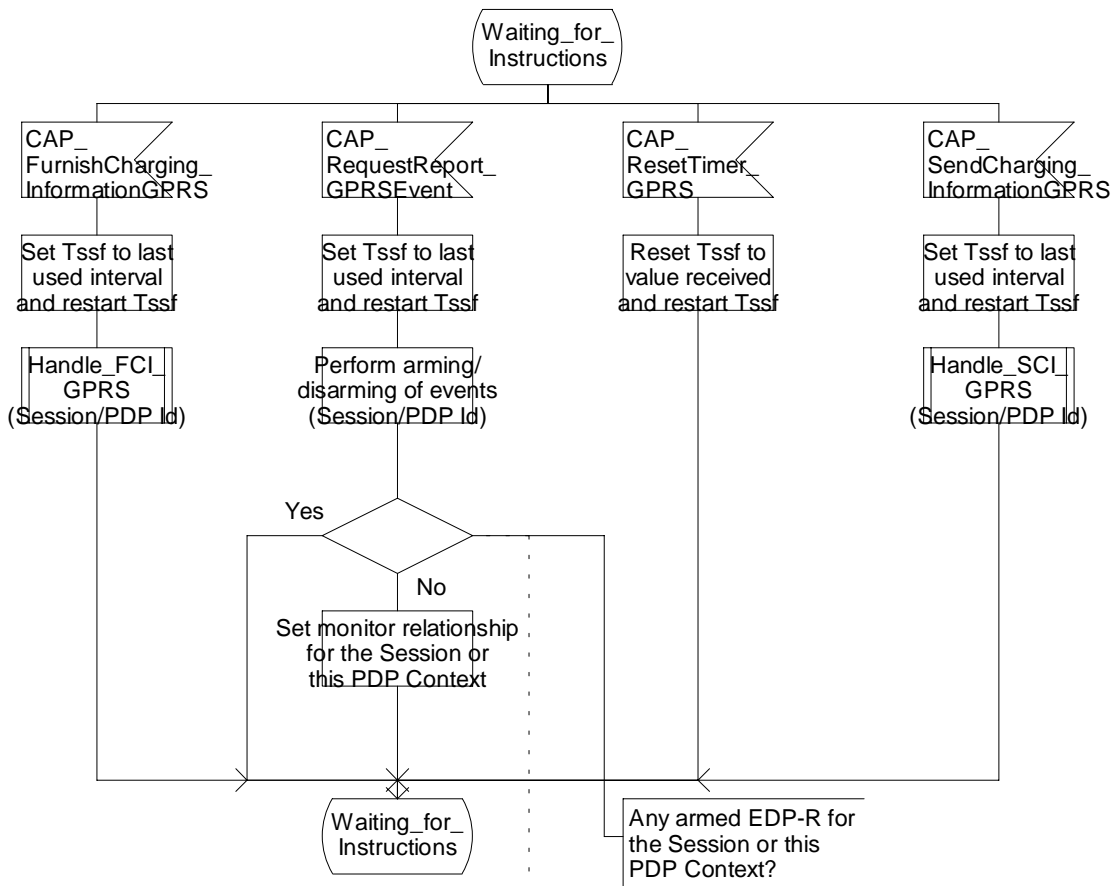 Waiting_for_
Instructions
CAP_
FurnishCharging_
InformationGPRS
CAP_
RequestReport_
GPRSEvent
CAP_
ResetTimer_
GPRS
CAP_
SendCharging_
InformationGPRS
Set Tssf to last
used interval
and restart Tssf
Set Tssf to last
used interval
and restart Tssf
Reset Tssf to
value received
and restart Tssf
Set Tssf to last
used interval
and restart Tssf
Handle_FCI_
GPRS
(Session/PDP Id)
Perform arming/
disarming of events
(Session/PDP Id)
Handle_SCI_
GPRS
(Session/PDP Id)
Yes
No
Set monitor relationship
for the Session or
this PDP Context
Waiting_for_
Instructions
Any armed EDP-R for
the Session or this
PDP Context?